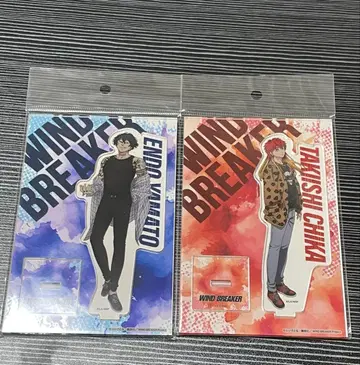 WIND
BREAKER
ENDO YAMATO
WIND
BREAKER
TAKIISHI CHIKA
WIND BREAKER